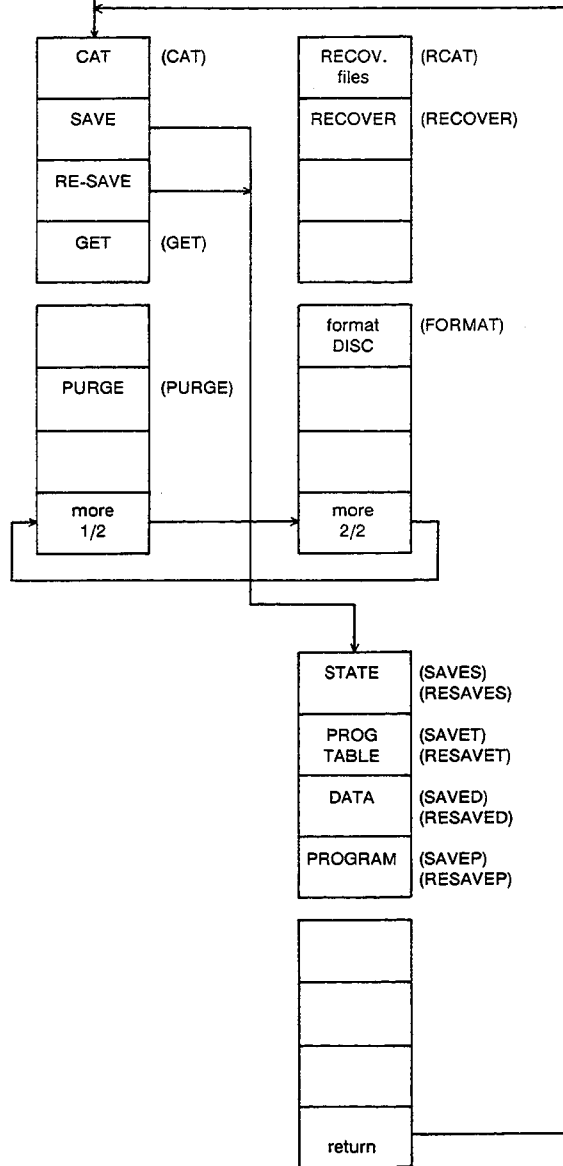 CAT (CAT)
SAVE
RE-SAVE
GET (GET)
PURGE (PURGE)
more
1/2
RECOV. (RCAT)
files
RECOVER (RECOVER)
format (FORMAT)
DISC
more
2/2
STATE (SAVES)
(RESAVES)
PROG (SAVET)
TABLE (RESAVET)
DATA (SAVED)
(RESAVED)
PROGRAM (SAVEP)
(RESAVEP)
return